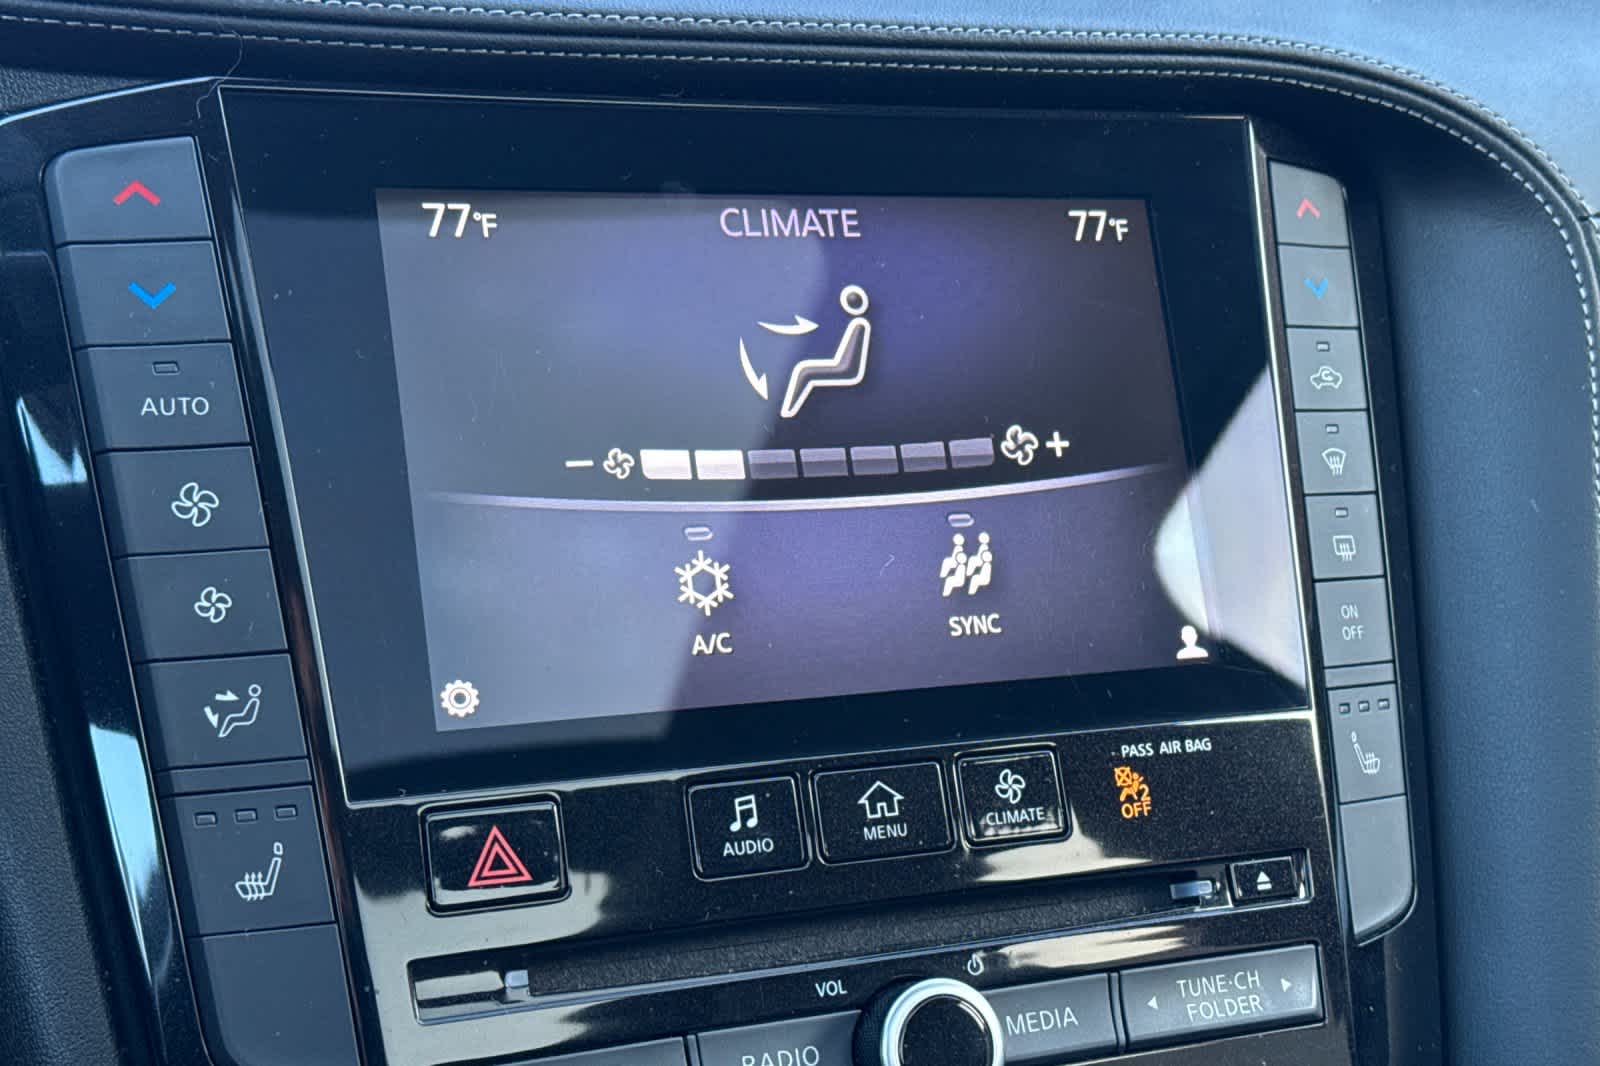 77°F
CLIMATE
77°F
AUTO
A/C
SYNC
ON
OFF
PASS AIR BAG
2
OFF
AUDIO
MENU
CLIMATE
VOL
RADIO
MEDIA
TUNE·CH
FOLDER